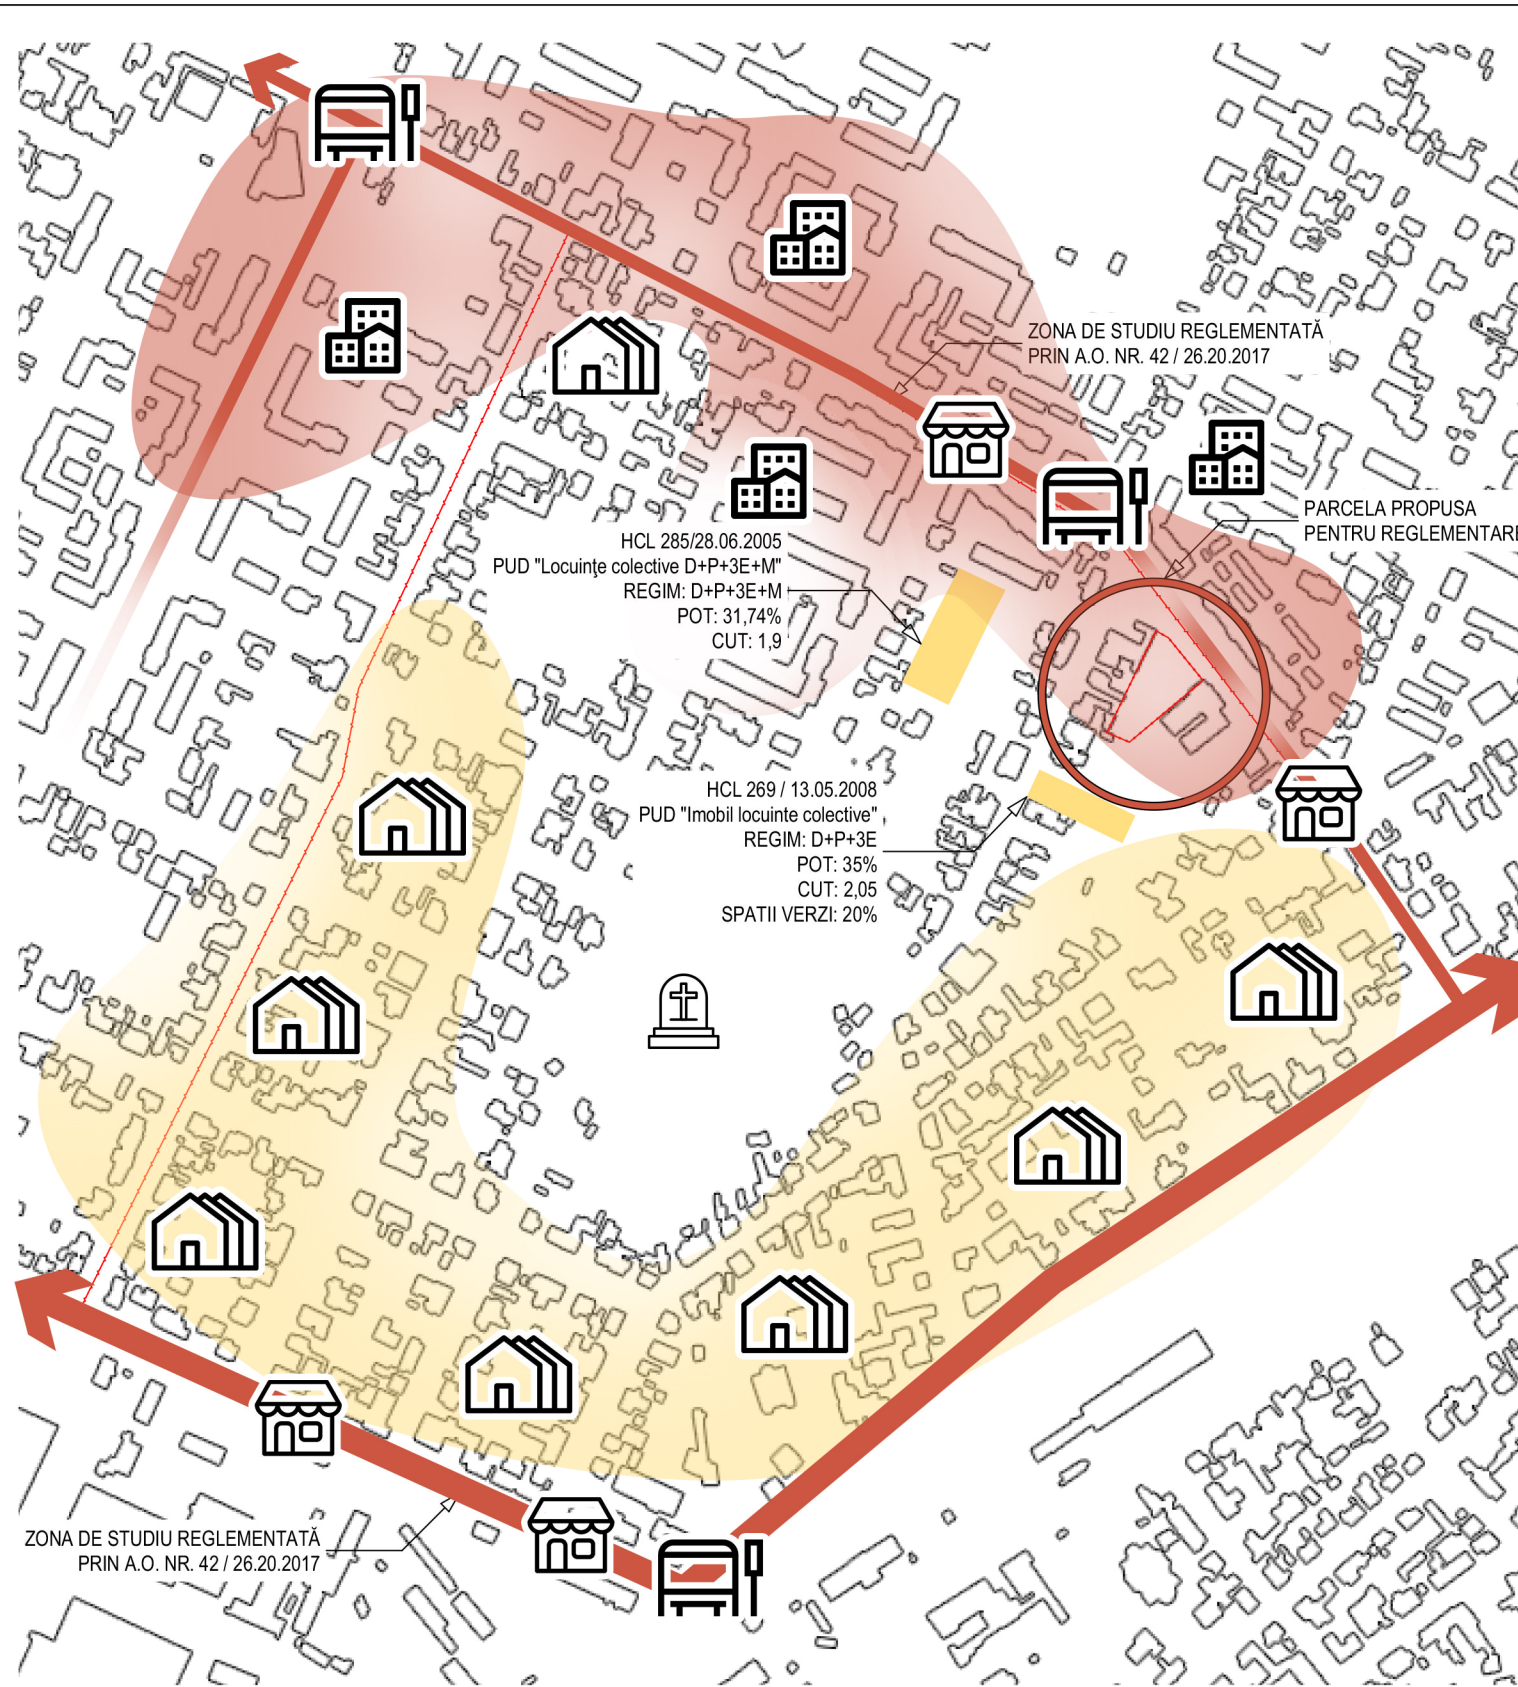 ZONA DE STUDIU REGLEMENTATĂ
PRIN A.O. NR. 42 / 26.20.2017
PARCELA PROPUSA
PENTRU REGLEMENTARE
HCL 285/28.06.2005
PUD "Locuințe colective D+P+3E+M"
REGIM: D+P+3E+M
POT: 31,74%
CUT: 1,9
HCL 269 / 13.05.2008
PUD "Imobil locuinte colective"
REGIM: D+P+3E
POT: 35%
CUT: 2,05
SPATII VERZI: 20%
ZONA DE STUDIU REGLEMENTATĂ
PRIN A.O. NR. 42 / 26.20.2017